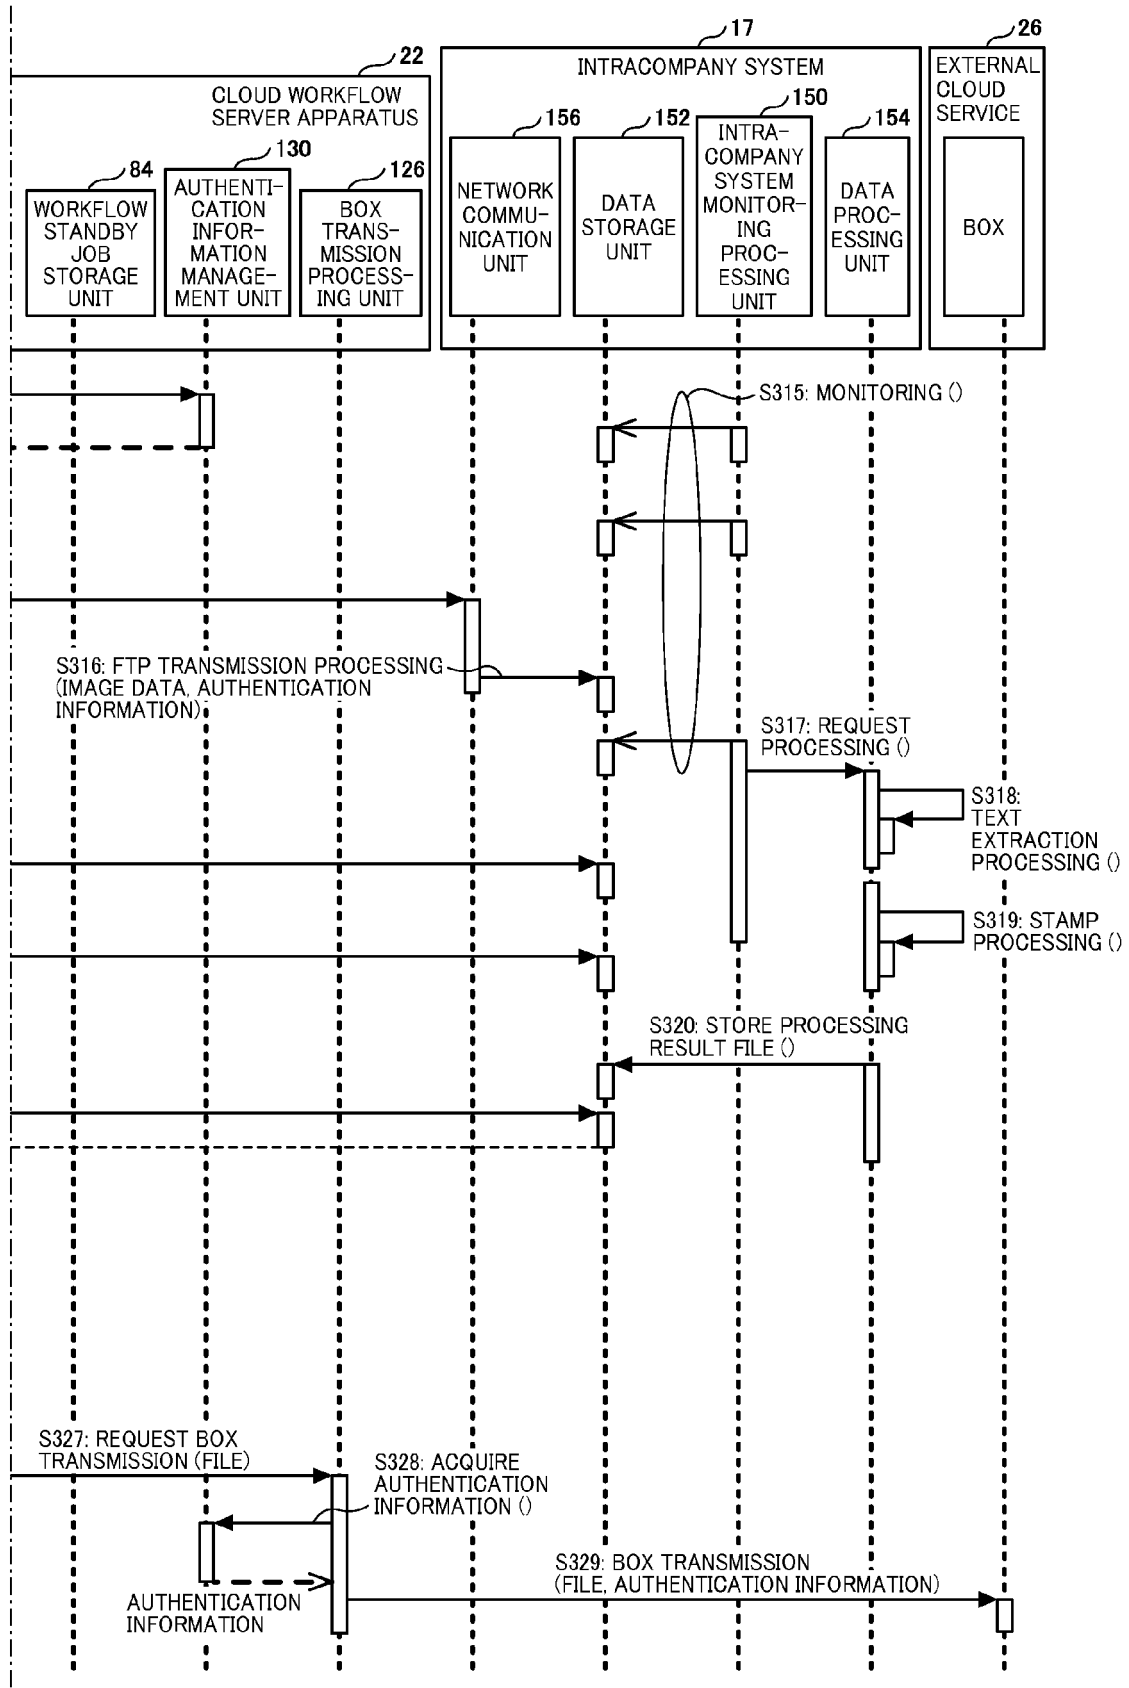 17
26
22
INTRACOMPANY SYSTEM
EXTERNAL
CLOUD
SERVICE
CLOUD WORKFLOW
SERVER APPARATUS
156
152
150
154
84
130
126
WORKFLOW
STANDBY
JOB
STORAGE
UNIT
AUTHENTI-
CATION
INFOR-
MATION
MANAGE-
MENT UNIT
BOX
TRANS-
MISSION
PROCESS-
ING UNIT
NETWORK
COMMU-
NICATION
UNIT
DATA
STORAGE
UNIT
INTRA-
COMPANY
SYSTEM
MONITOR-
ING
PROC-
ESSING
UNIT
DATA
PROC-
ESSING
UNIT
BOX
S315: MONITORING ()
S316: FTP TRANSMISSION PROCESSING
(IMAGE DATA, AUTHENTICATION
INFORMATION)
S317: REQUEST
PROCESSING ()
S318:
TEXT
EXTRACTION
PROCESSING ()
S319: STAMP
PROCESSING ()
S320: STORE PROCESSING
RESULT FILE ()
S327: REQUEST BOX
TRANSMISSION (FILE)
S328: ACQUIRE
AUTHENTICATION
INFORMATION ()
S329: BOX TRANSMISSION
(FILE, AUTHENTICATION INFORMATION)
AUTHENTICATION
INFORMATION